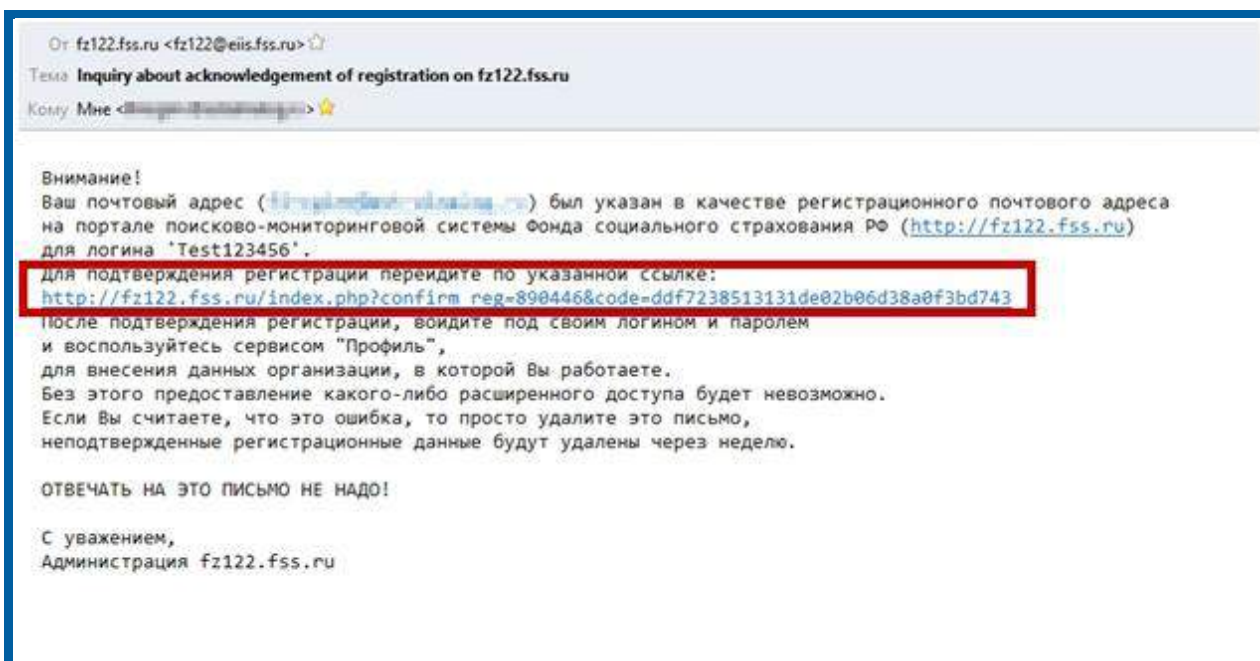 От fz122.fss.ru <fz122@eiis.fss.ru>
Тема Inquiry about acknowledgement of registration on fz122.fss.ru
Кому Мне < >
Внимание!
Ваш почтовый адрес ( ) был указан в качестве регистрационного почтового адреса
на портале поисково-мониторинговой системы Фонда социального страхования РФ (http://fz122.fss.ru)
для логина 'Test123456'.
Для подтверждения регистрации перейдите по указанной ссылке:
http://fz122.fss.ru/index.php?confirm_reg=890446&code=ddf7238513131de02b06d38a0f3bd743
После подтверждения регистрации, войдите под своим логином и паролем
и воспользуйтесь сервисом "Профиль",
для внесения данных организации, в которой Вы работаете.
Без этого предоставление какого-либо расширенного доступа будет невозможно.
Если Вы считаете, что это ошибка, то просто удалите это письмо,
неподтвержденные регистрационные данные будут удалены через неделю.
ОТВЕЧАТЬ НА ЭТО ПИСЬМО НЕ НАДО!
С уважением,
Администрация fz122.fss.ru